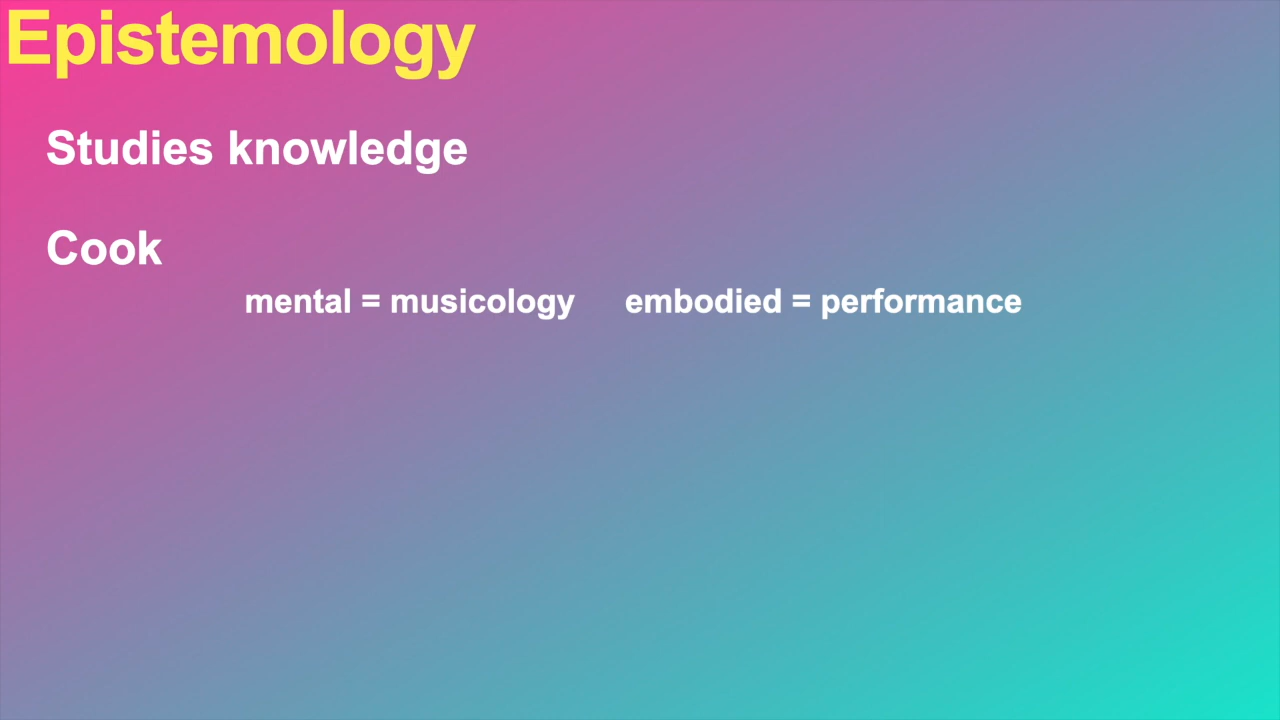 Epistemology
Studies knowledge
Cook
mental = musicology embodied = performance